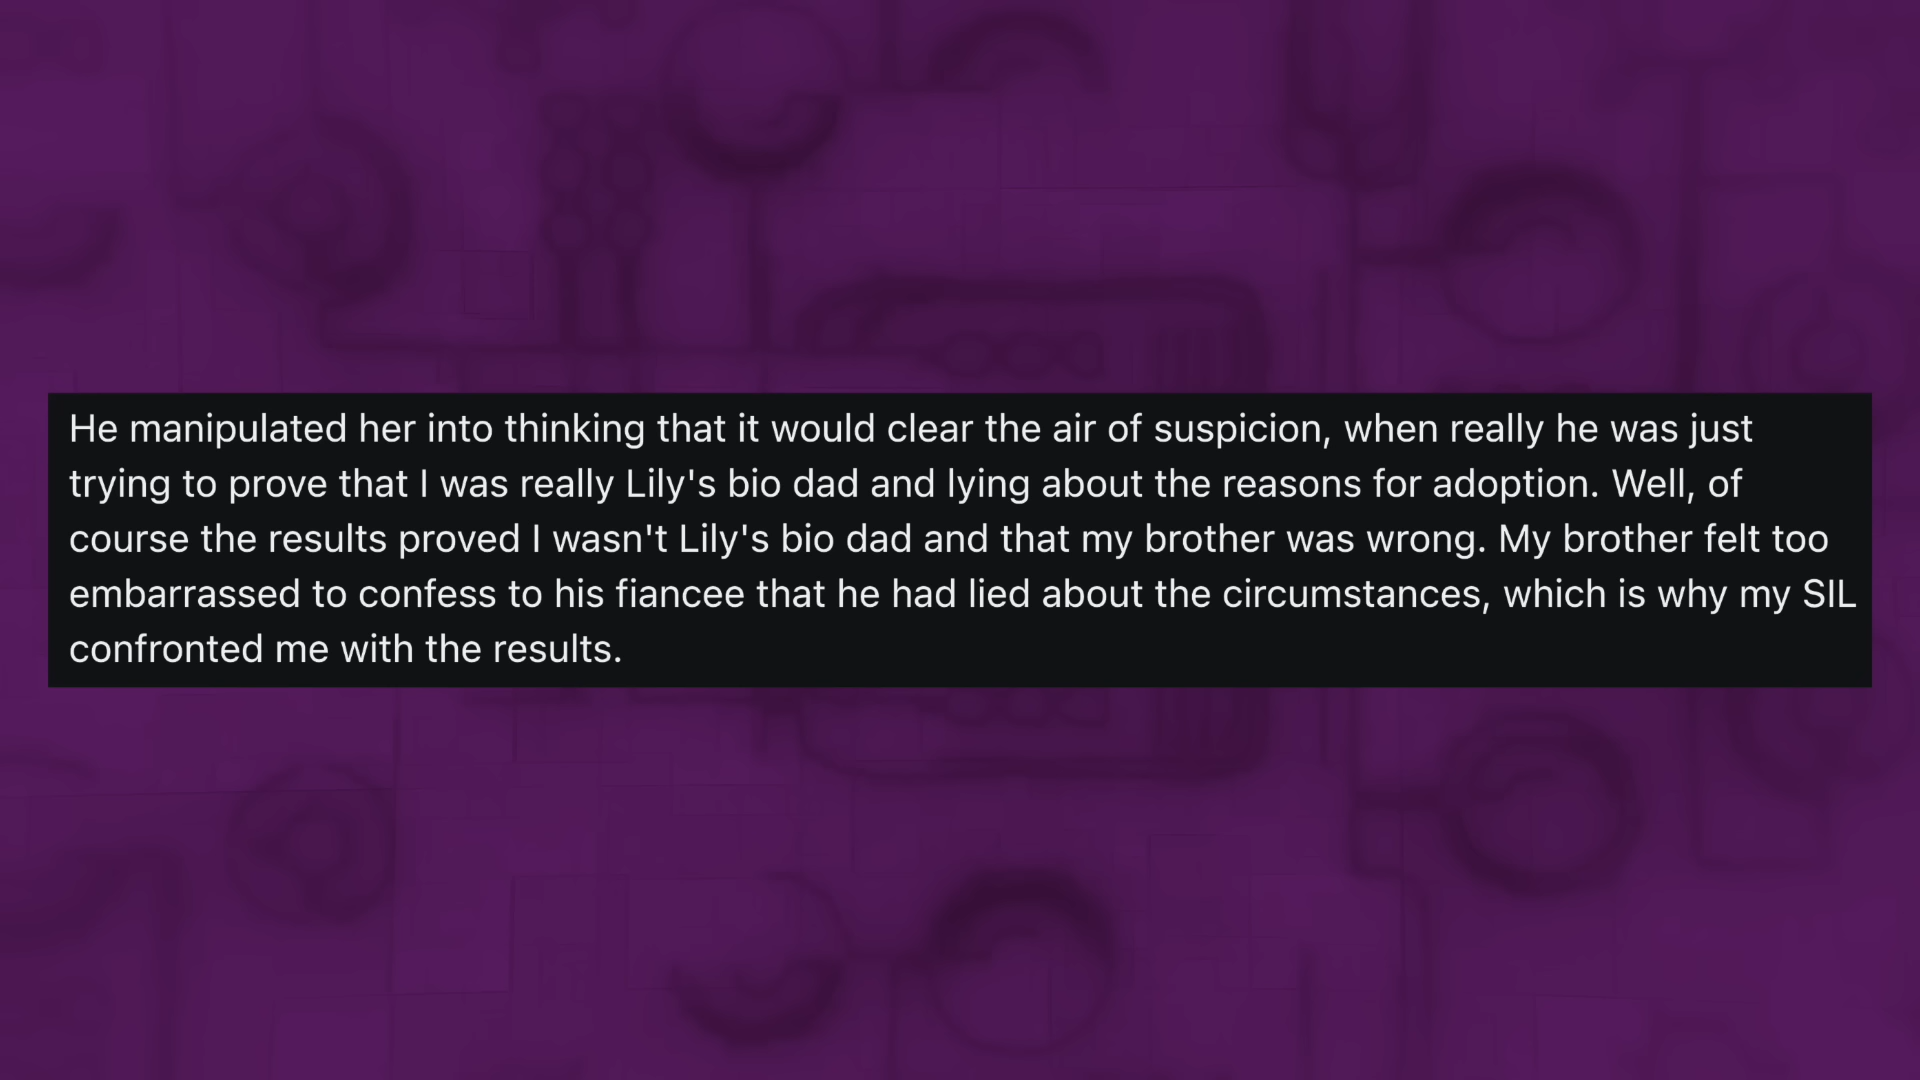 He manipulated her into thinking that it would clear the air of suspicion, when really he was just
trying to prove that I was really Lily's bio dad and lying about the reasons for adoption. Well, of
course the results proved I wasn't Lily's bio dad and that my brother was wrong. My brother felt too
embarrassed to confess to his fiancee that he had lied about the circumstances, which is why my SIL
confronted me with the results.